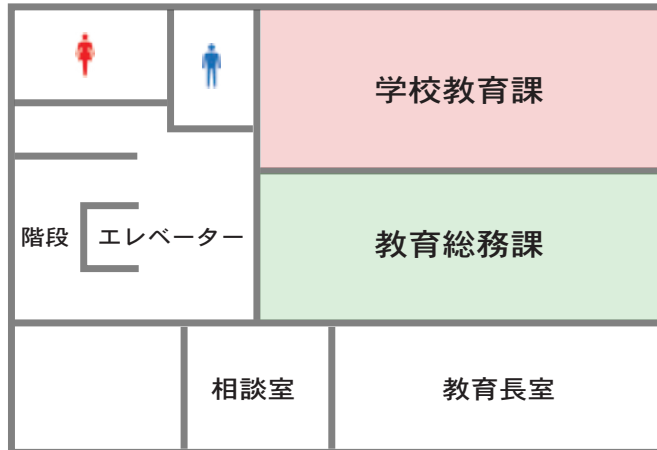 学校教育課
階段
エレベーター
教育総務課
相談室
教育長室